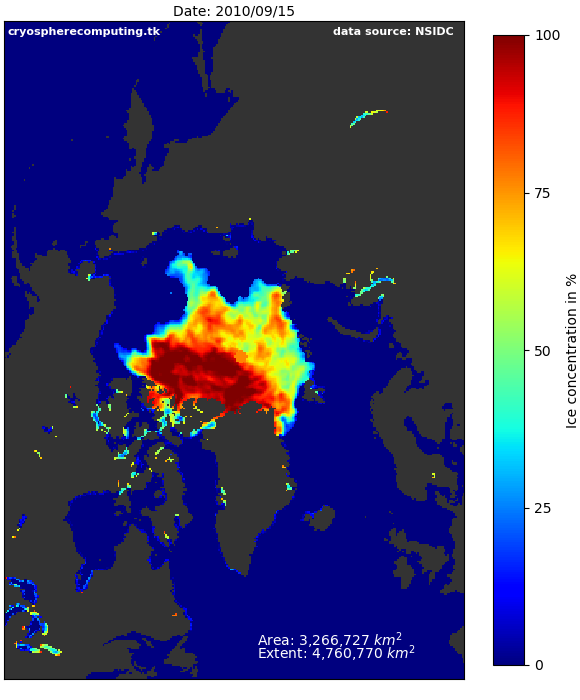 Date: 2010/09/15
cryospherecomputing.tk
data source: NSIDC
100
75
50
25
0
Ice concentration in %
Area: 3,266,727 km²
Extent: 4,760,770 km²